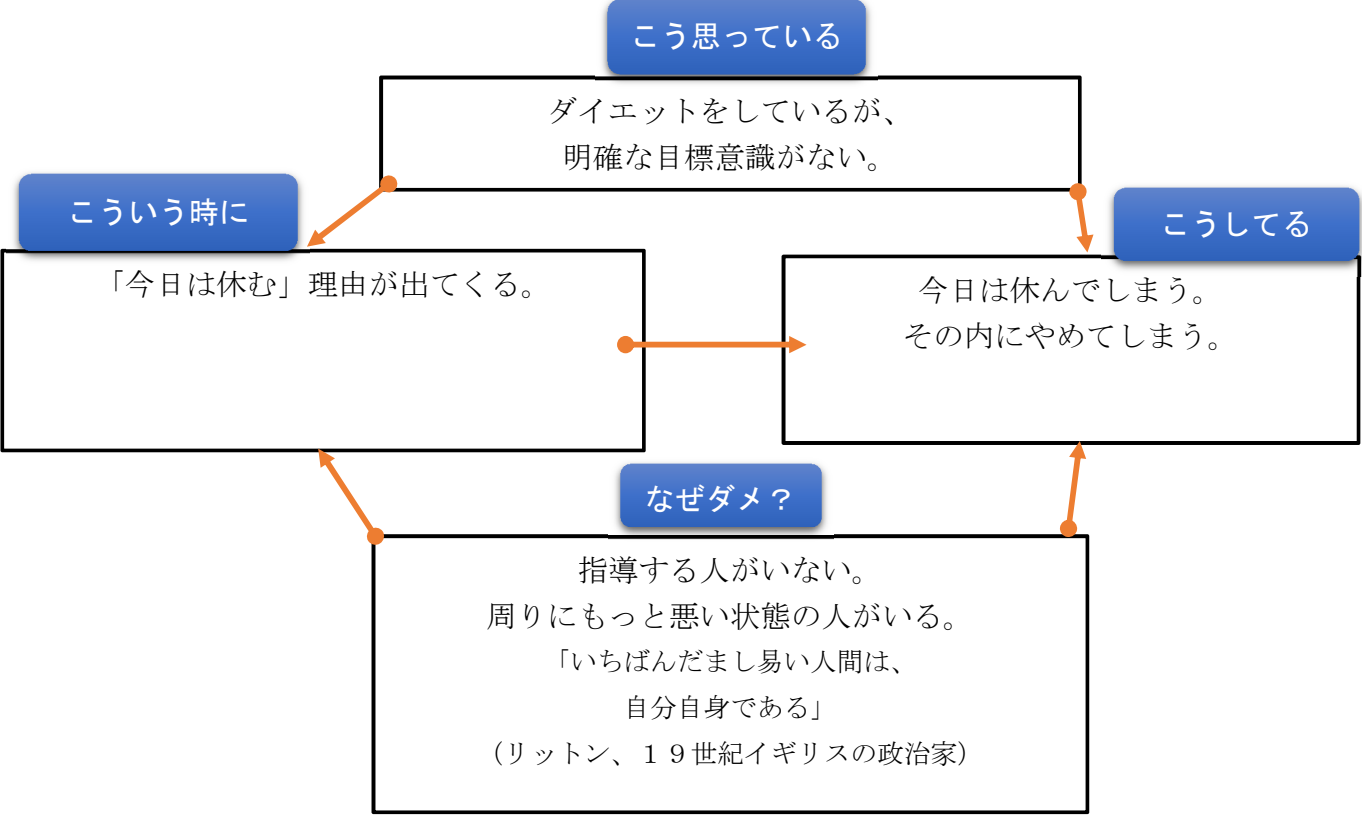 こう思っている
ダイエットをしているが、
明確な目標意識がない。
こういう時に
「今日は休む」理由が出てくる。
こうしてる
今日は休んでしまう。
その内にやめてしまう。
なぜダメ？
指導する人がいない。
周りにもっと悪い状態の人がいる。
「いちばんだまし易い人間は、
自分自身である」
（リットン、１９世紀イギリスの政治家）